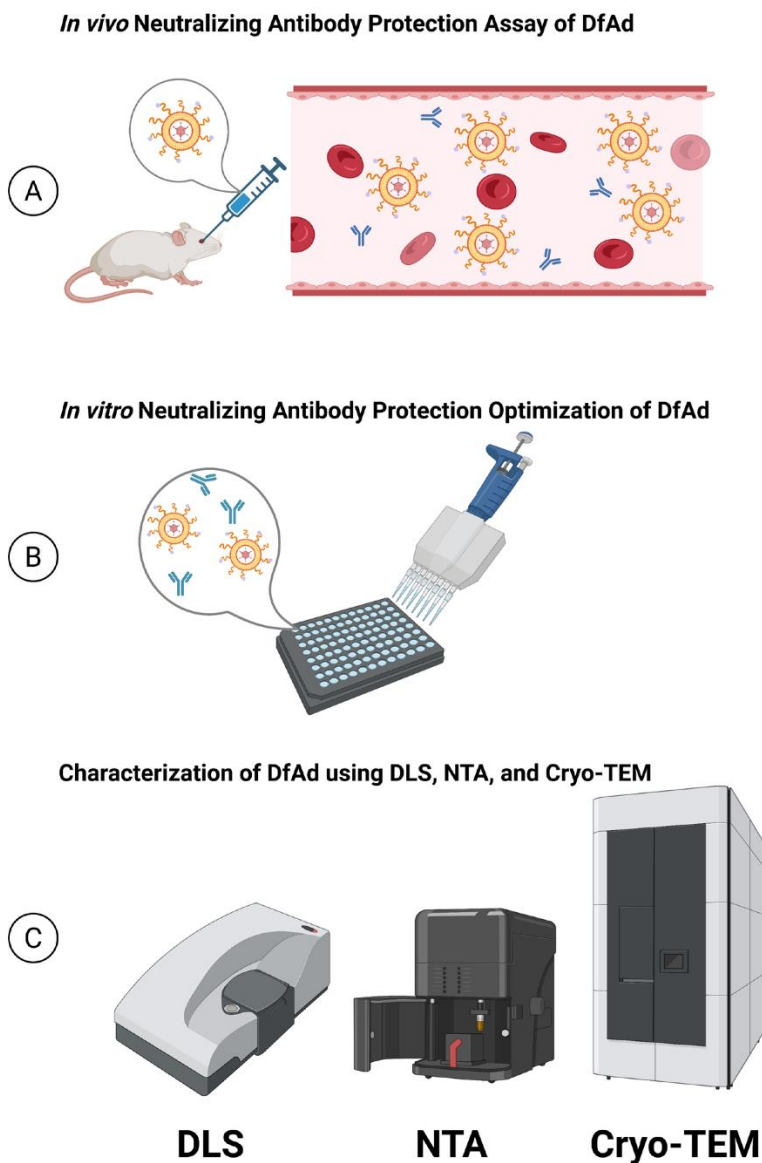 In vivo Neutralizing Antibody Protection Assay of DfAd
A
In vitro Neutralizing Antibody Protection Optimization of DfAd
B
Characterization of DfAd using DLS, NTA, and Cryo-TEM
C
DLS NTA Cryo-TEM